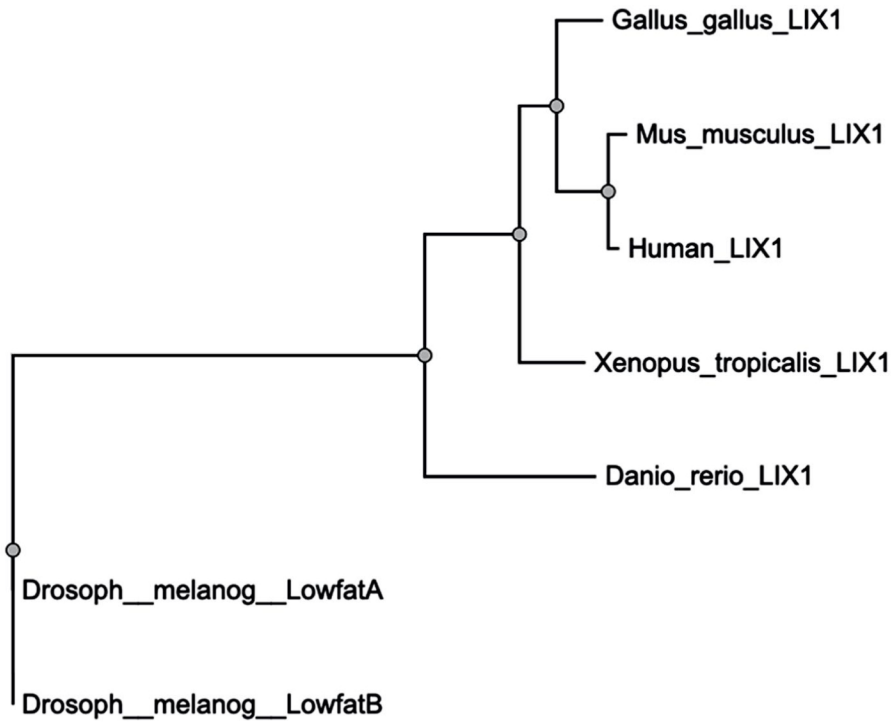 Gallus_gallus_LIX1
Mus_musculus_LIX1
Human_LIX1
Xenopus_tropicalis_LIX1
Danio_rerio_LIX1
Drosoph__melanog__LowfatA
Drosoph__melanog__LowfatB